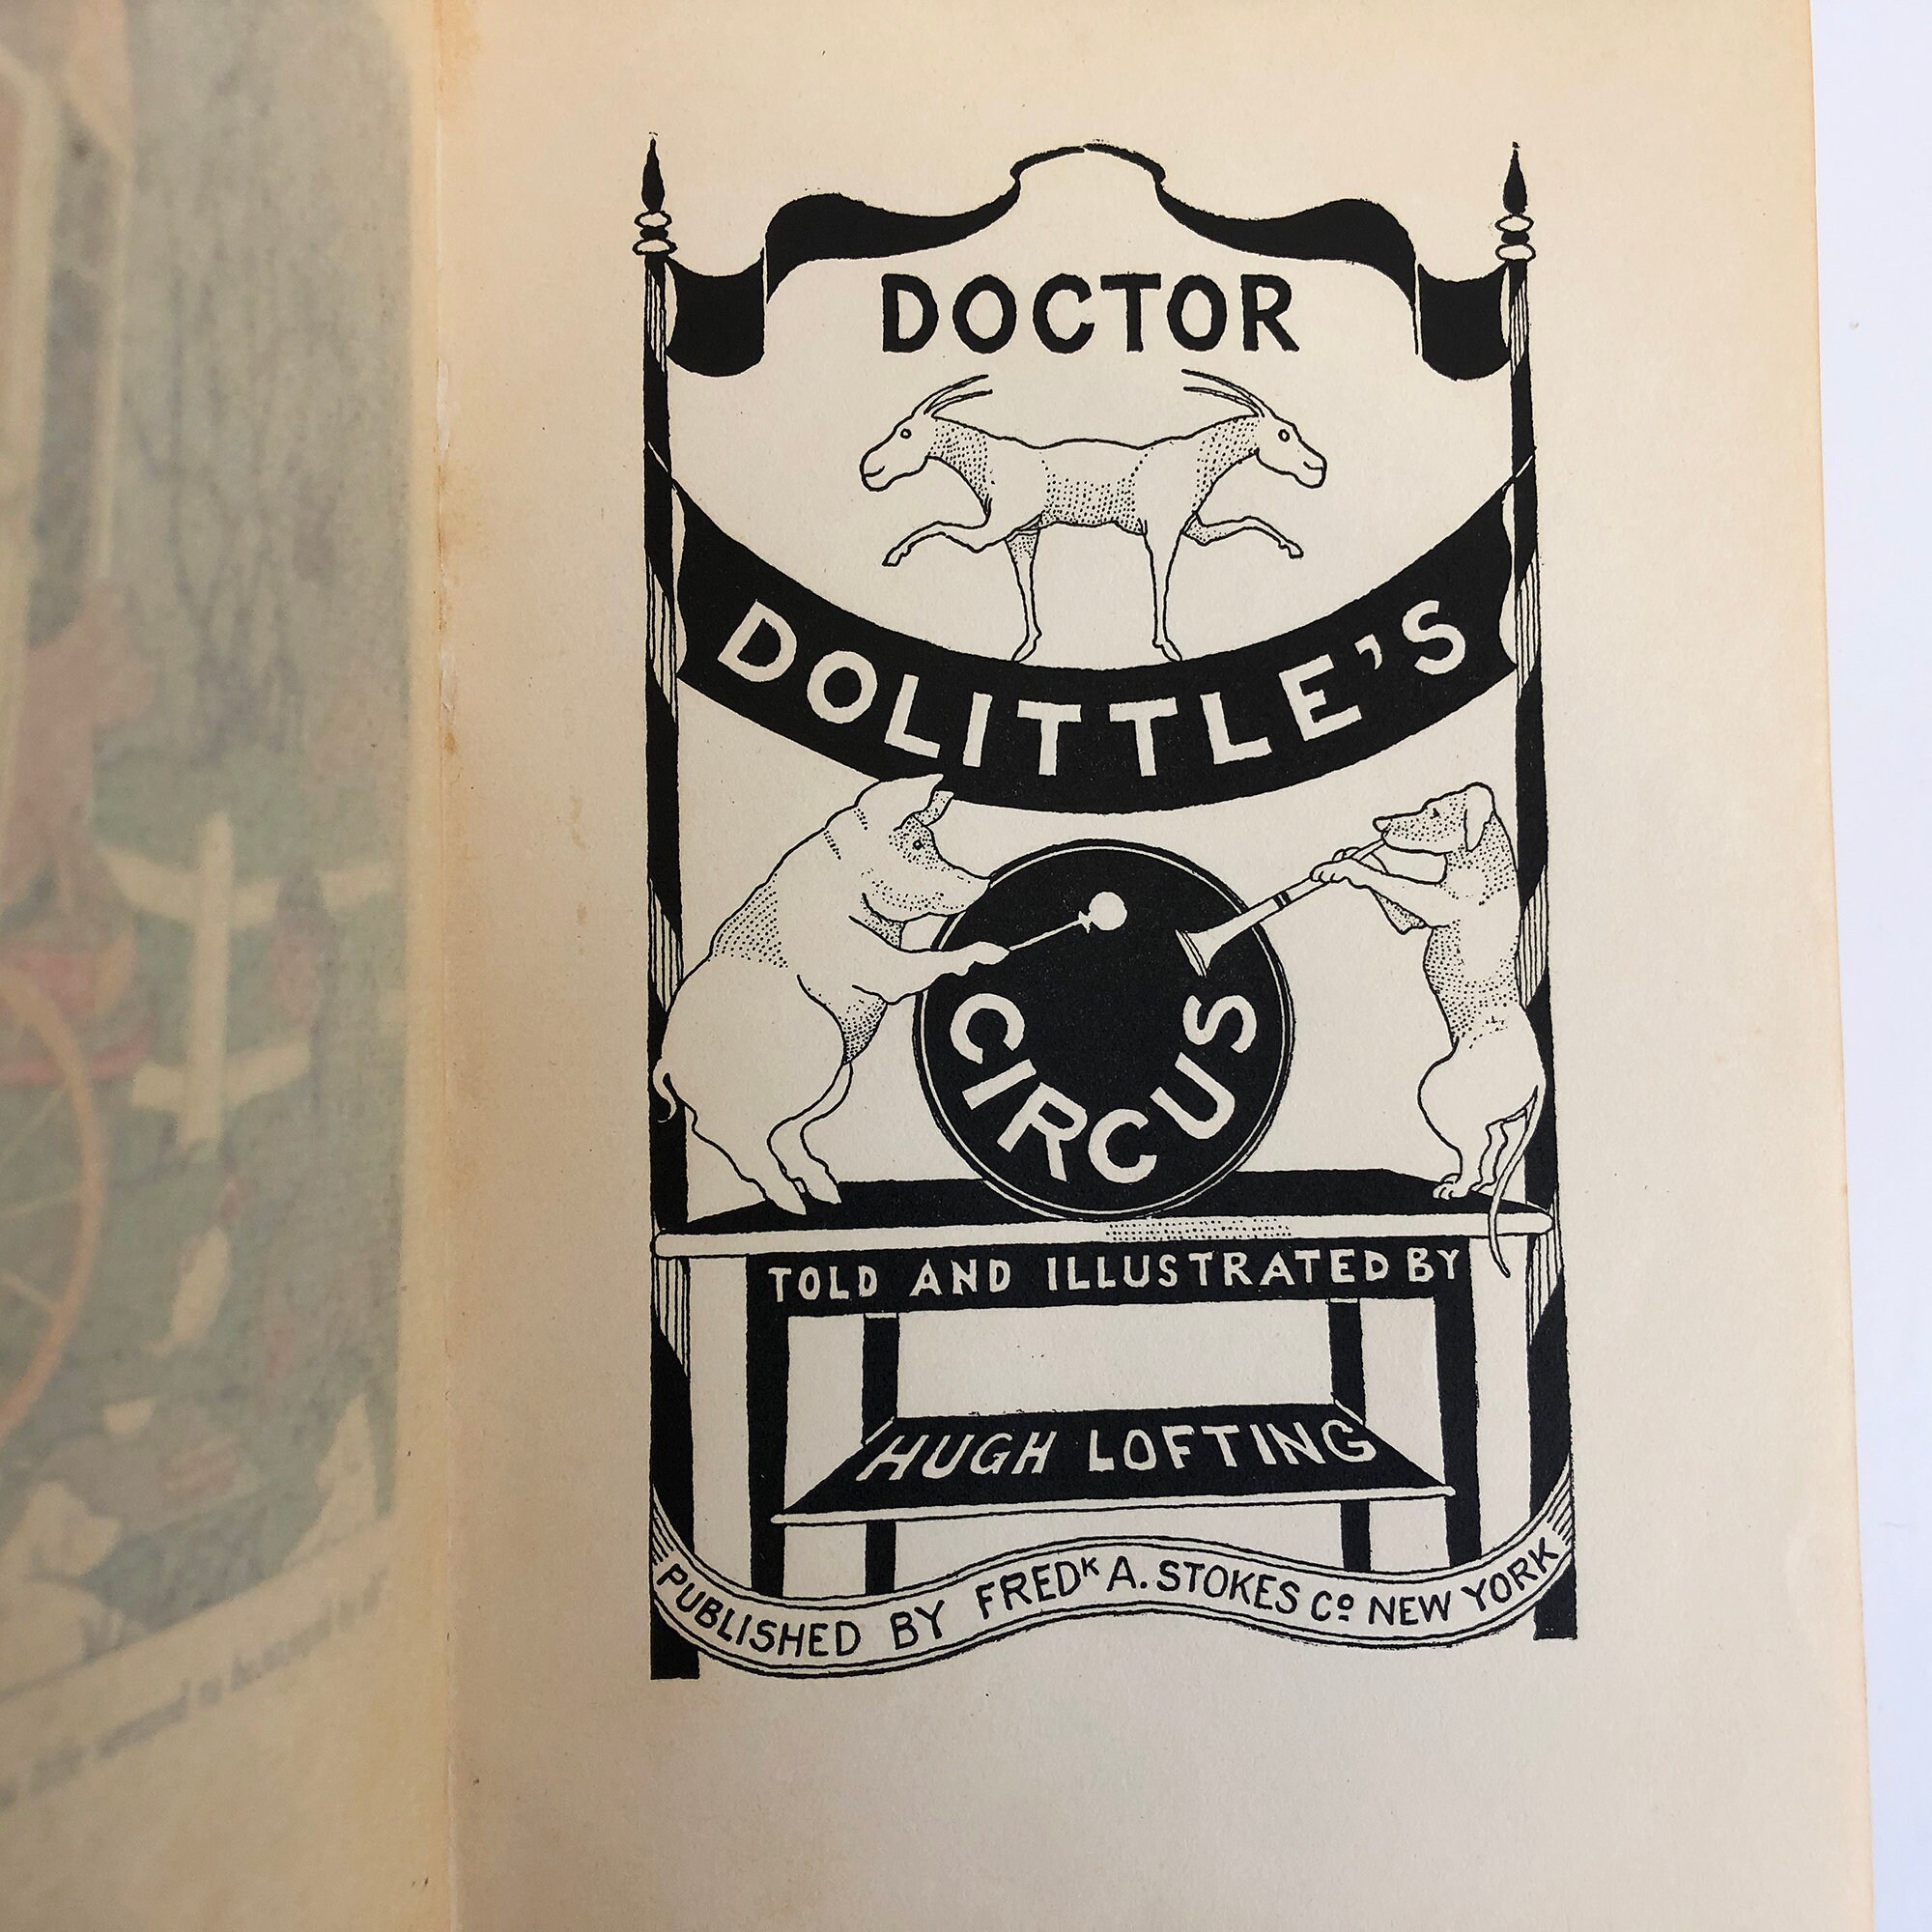 DOCTOR
DOLITTLE'S
CIRCUS
TOLD AND ILLUSTRATED BY
HUGH LOFTING
PUBLISHED BY FREDK A. STOKES Cº NEW YORK